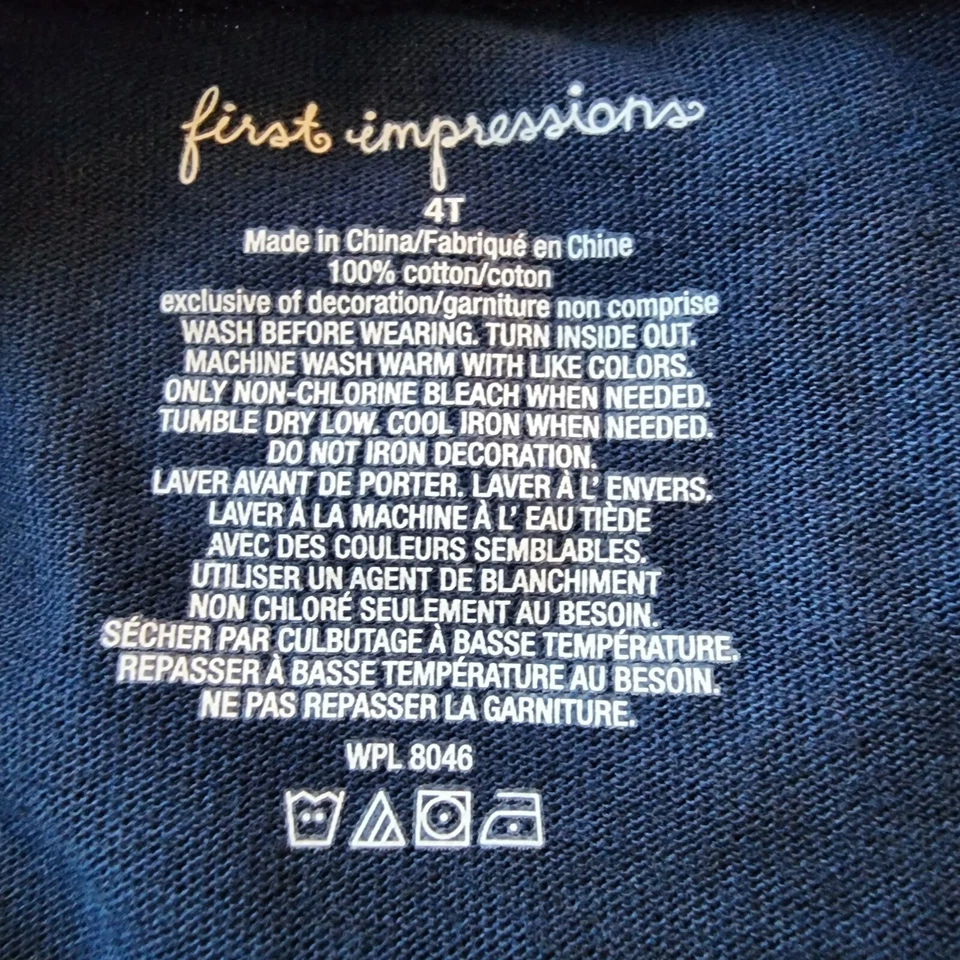 first impressions
4T
Made in China/Fabriqué en Chine
100% cotton/coton
exclusive of decoration/garniture non comprise
WASH BEFORE WEARING. TURN INSIDE OUT.
MACHINE WASH WARM WITH LIKE COLORS.
ONLY NON-CHLORINE BLEACH WHEN NEEDED.
TUMBLE DRY LOW. COOL IRON WHEN NEEDED.
DO NOT IRON DECORATION.
LAVER AVANT DE PORTER. LAVER À L' ENVERS.
LAVER À LA MACHINE À L' EAU TIÈDE
AVEC DES COULEURS SEMBLABLES.
UTILISER UN AGENT DE BLANCHIMENT
NON CHLORÉ SEULEMENT AU BESOIN.
SÉCHER PAR CULBUTAGE À BASSE TEMPÉRATURE.
REPASSER À BASSE TEMPÉRATURE AU BESOIN.
NE PAS REPASSER LA GARNITURE.
WPL 8046